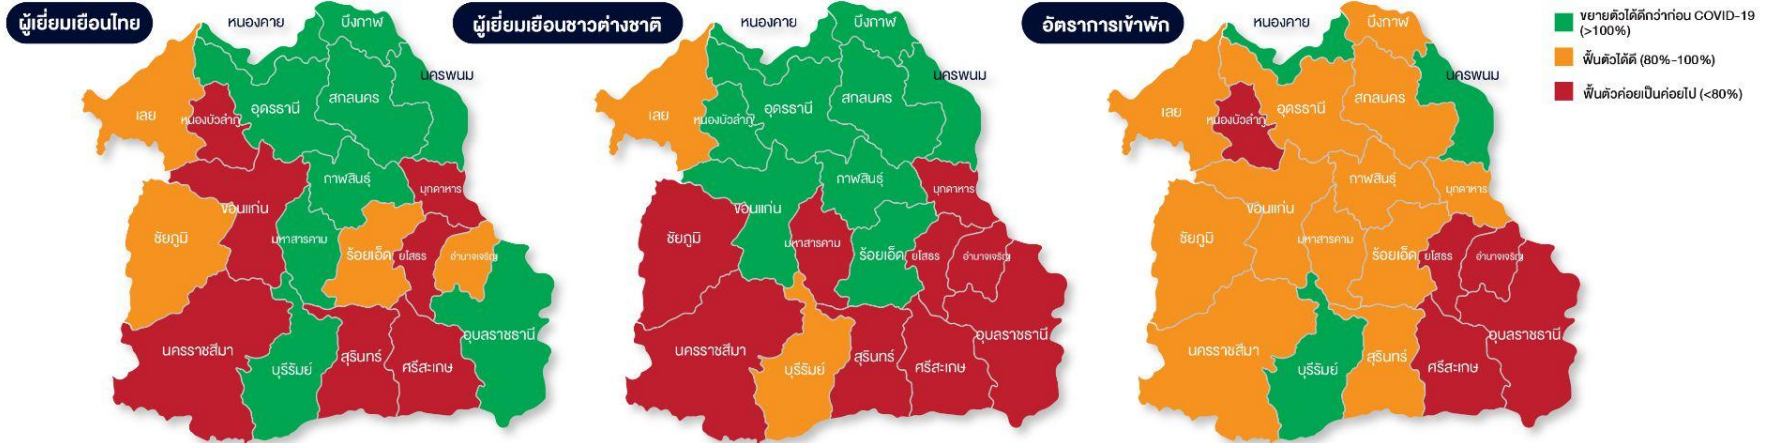 ผู้เยี่ยมเยือนไทย
หนองคาย
บึงกาฬ
นครพนม
เลย
หนองบัวลำภู
อุดรธานี
สกลนคร
กาฬสินธุ์
มุกดาหาร
ขอนแก่น
ชัยภูมิ
มหาสารคาม
ร้อยเอ็ด
ยโสธร
อำนาจเจริญ
นครราชสีมา
บุรีรัมย์
สุรินทร์
ศรีสะเกษ
อุบลราชธานี
ผู้เยี่ยมเยือนชาวต่างชาติ
หนองคาย
บึงกาฬ
นครพนม
เลย
หนองบัวลำภู
อุดรธานี
สกลนคร
กาฬสินธุ์
มุกดาหาร
ขอนแก่น
ชัยภูมิ
มหาสารคาม
ร้อยเอ็ด
ยโสธร
อำนาจเจริญ
นครราชสีมา
บุรีรัมย์
สุรินทร์
ศรีสะเกษ
อุบลราชธานี
อัตราการเข้าพัก
หนองคาย
บึงกาฬ
นครพนม
เลย
หนองบัวลำภู
อุดรธานี
สกลนคร
กาฬสินธุ์
มุกดาหาร
ขอนแก่น
ชัยภูมิ
มหาสารคาม
ร้อยเอ็ด
ยโสธร
อำนาจเจริญ
นครราชสีมา
บุรีรัมย์
สุรินทร์
ศรีสะเกษ
อุบลราชธานี
ขยายตัวได้ดีกว่าก่อน COVID-19
(>100%)
ฟื้นตัวได้ดี (80%-100%)
ฟื้นตัวค่อยเป็นค่อยไป (<80%)